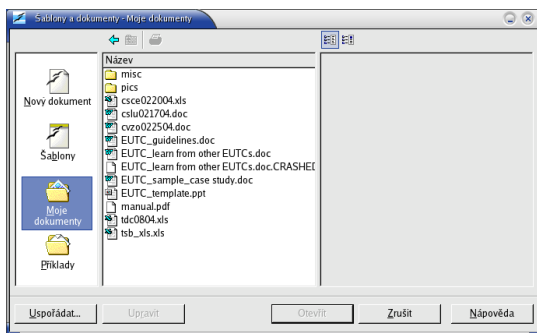 Šablony a dokumenty - Moje dokumenty
Název
Nový dokument
Šablony
Moje
dokumenty
Příklady
misc
pics
csce022004.xls
cslu021704.doc
cvzo022504.doc
EUTC_guidelines.doc
EUTC_learn from other EUTCs.doc
EUTC_learn from other EUTCs.doc.CRASHED
EUTC_sample_case study.doc
EUTC_template.ppt
manual.pdf
tdc0804.xls
tsb_xls.xls
Uspořádat...
Upravit
Otevřít
Zrušit
Nápověda